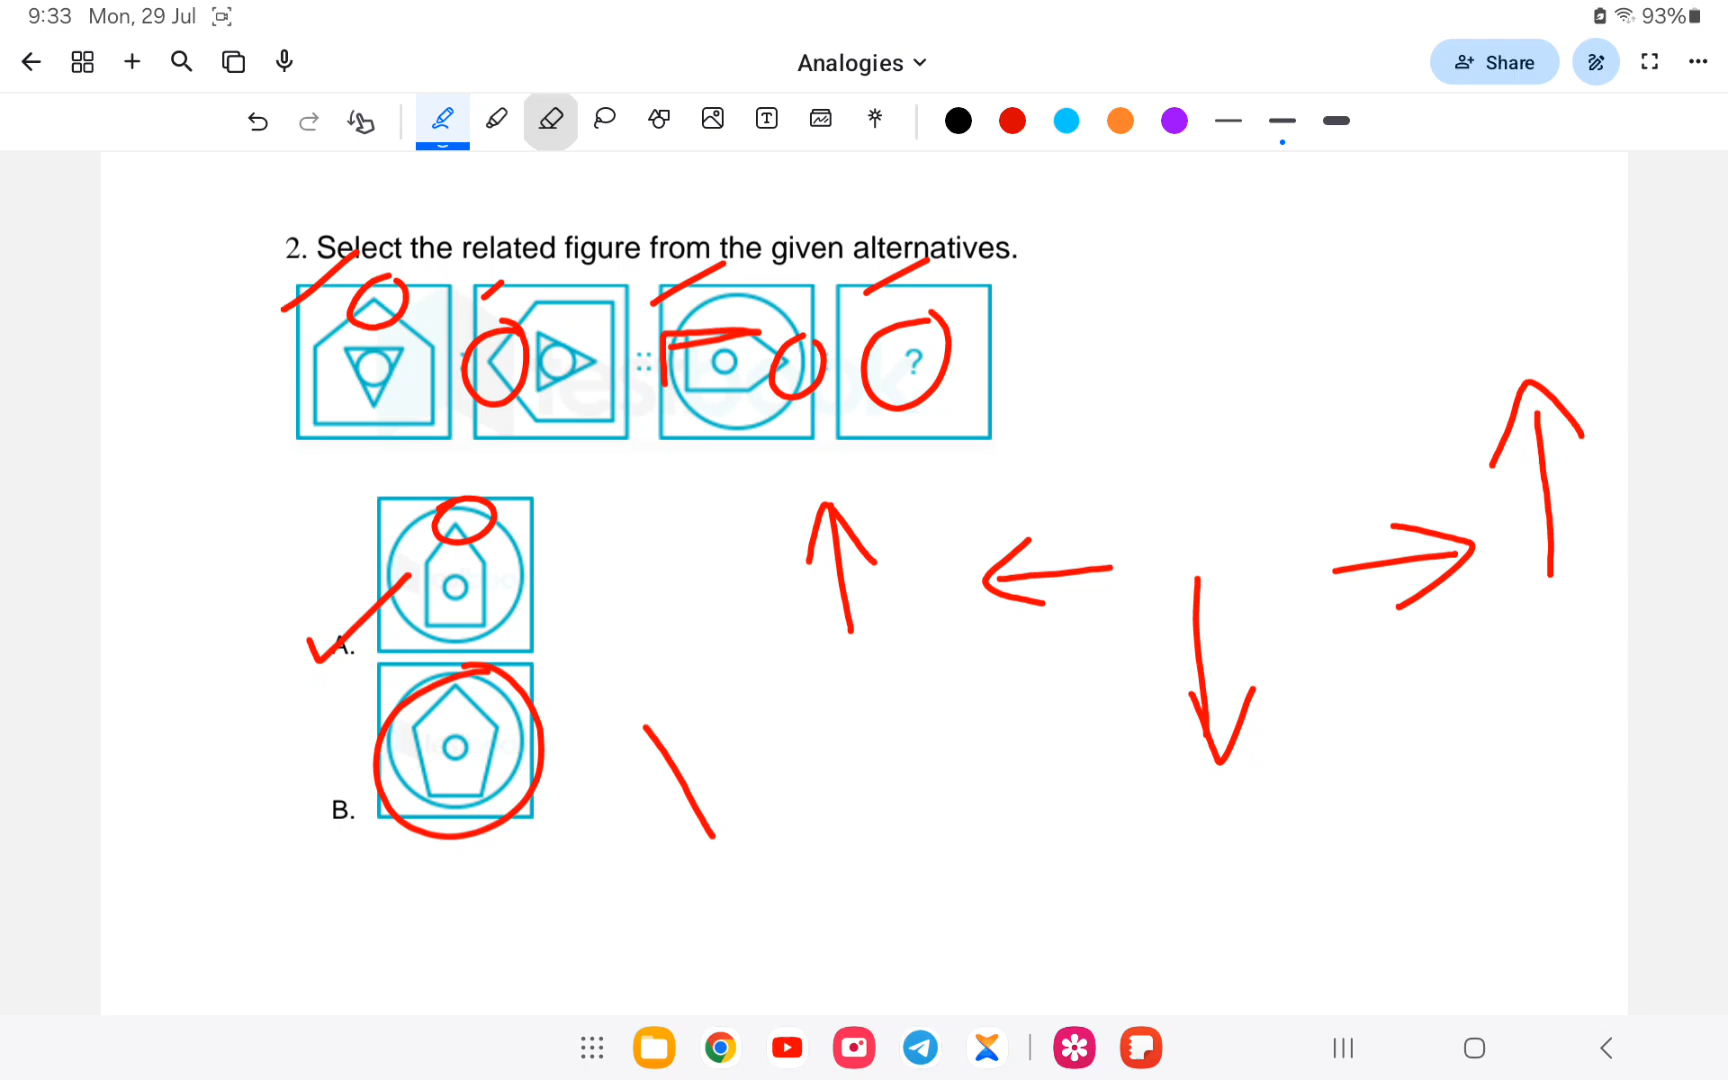 9:33 Mon, 29 Jul 93%
Analogies
Share
2. Select the related figure from the given alternatives.
?
A.
B.